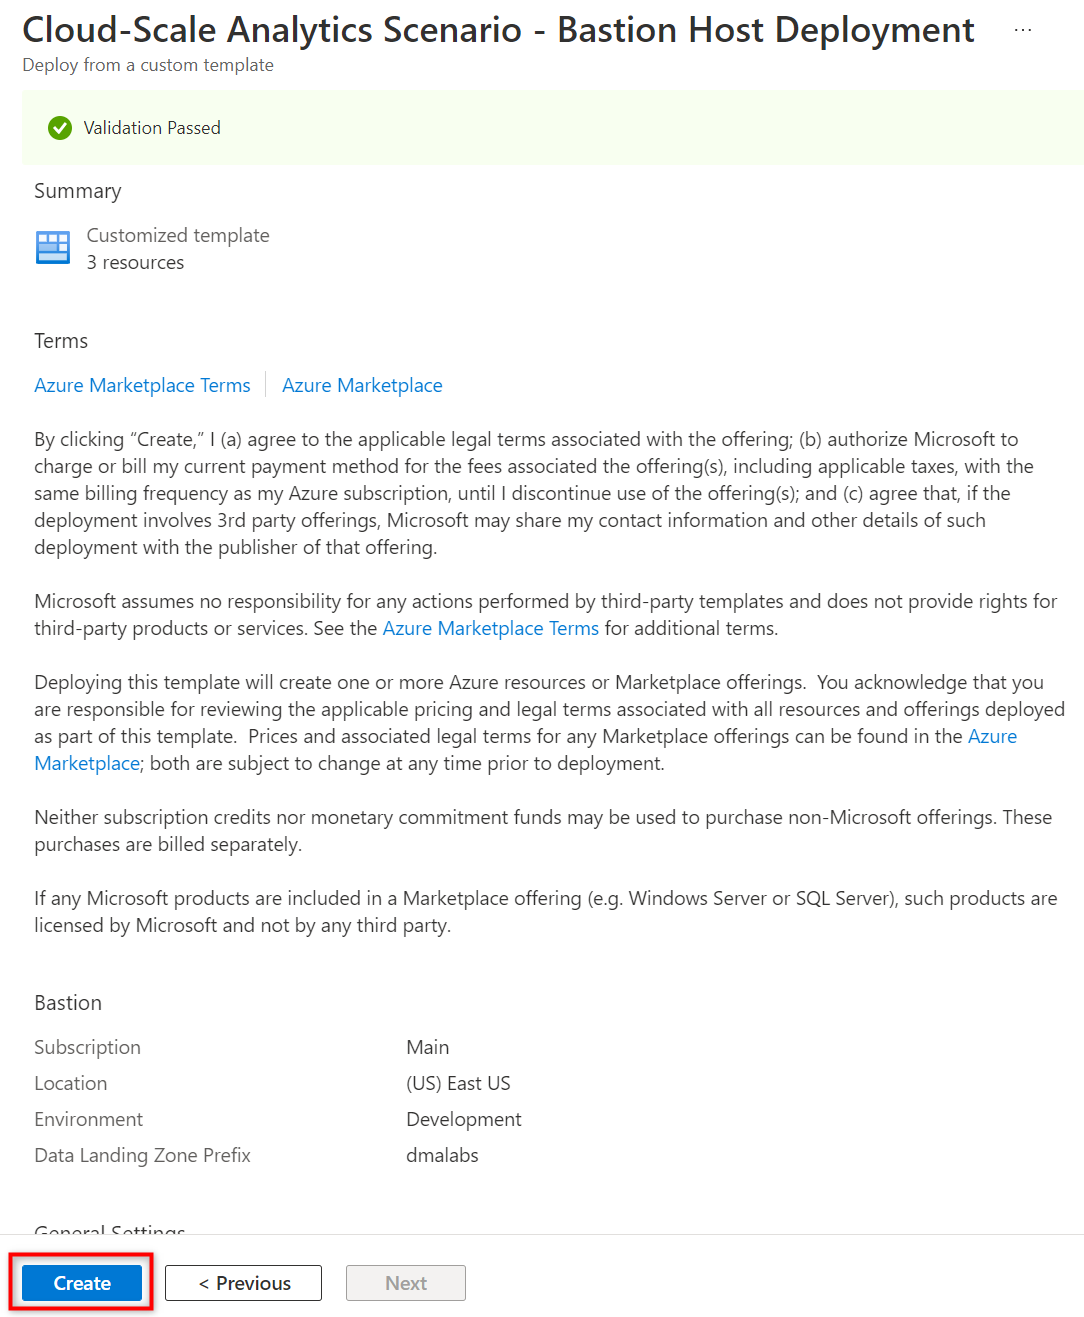 Cloud-Scale Analytics Scenario - Bastion Host Deployment ...
Deploy from a custom template
Validation Passed
Summary
Customized template
3 resources
Terms
Azure Marketplace Terms | Azure Marketplace
By clicking “Create,” I (a) agree to the applicable legal terms associated with the offering; (b) authorize Microsoft to
charge or bill my current payment method for the fees associated the offering(s), including applicable taxes, with the
same billing frequency as my Azure subscription, until I discontinue use of the offering(s); and (c) agree that, if the
deployment involves 3rd party offerings, Microsoft may share my contact information and other details of such
deployment with the publisher of that offering.
Microsoft assumes no responsibility for any actions performed by third-party templates and does not provide rights for
third-party products or services. See the Azure Marketplace Terms for additional terms.
Deploying this template will create one or more Azure resources or Marketplace offerings.  You acknowledge that you
are responsible for reviewing the applicable pricing and legal terms associated with all resources and offerings deployed
as part of this template.  Prices and associated legal terms for any Marketplace offerings can be found in the Azure
Marketplace; both are subject to change at any time prior to deployment.
Neither subscription credits nor monetary commitment funds may be used to purchase non-Microsoft offerings. These
purchases are billed separately.
If any Microsoft products are included in a Marketplace offering (e.g. Windows Server or SQL Server), such products are
licensed by Microsoft and not by any third party.
Bastion
Subscription Main
Location (US) East US
Environment Development
Data Landing Zone Prefix dmalabs
General Settings
Create < Previous Next